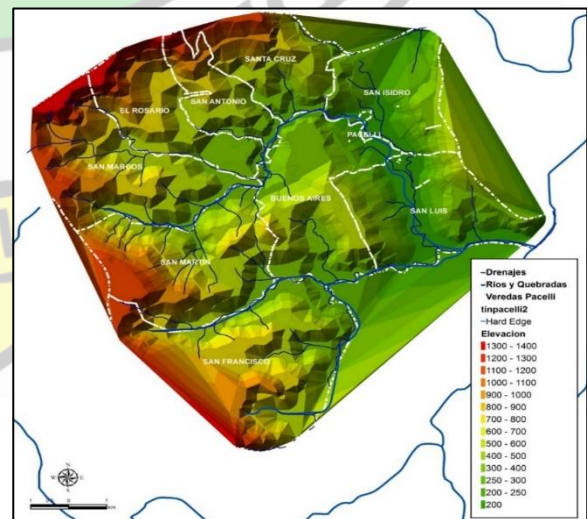 SANTA CRUZ
SAN ISIDRO
SAN ANTONIO
EL ROSARIO
PACELLI
SAN MARCOS
BUENOS AIRES
SAN LUIS
SAN MARTIN
SAN FRANCISCO
Drenajes
Ríos y Quebradas
Veredas Pacelli
tinpacelli2
Hard Edge
Elevacion
1300 - 1400
1200 - 1300
1100 - 1200
1000 - 1100
900 - 1000
800 - 900
700 - 800
600 - 700
500 - 600
400 - 500
300 - 400
250 - 300
200 - 250
200